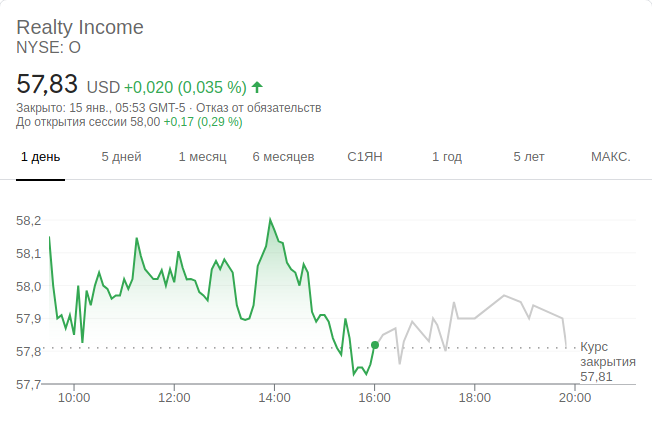 Realty Income
NYSE: O
57,83 USD +0,020 (0,035 %)
Закрыто: 15 янв., 05:53 GMT-5 · Отказ от обязательств
До открытия сессии 58,00 +0,17 (0,29 %)
1 день 5 дней 1 месяц 6 месяцев С1ЯН 1 год 5 лет МАКС.
58,2
58,1
58,0
57,9
57,8
57,7
Курс
закрытия
57,81
10:00 12:00 14:00 16:00 18:00 20:00